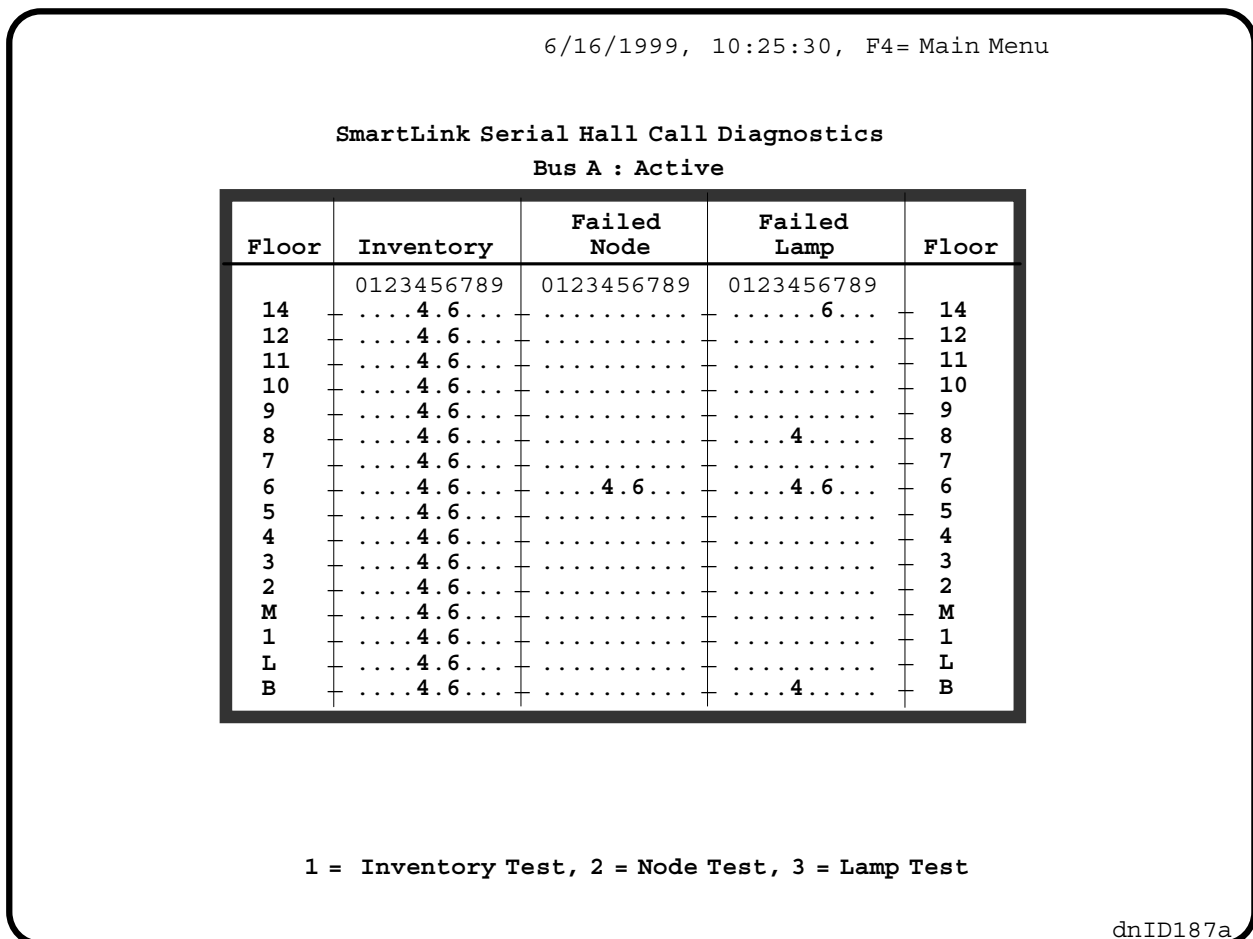 6/16/1999, 10:25:30, F4= Main Menu
SmartLink Serial Hall Call Diagnostics
Bus A : Active
Floor Inventory Failed Node Failed Lamp Floor
0123456789 0123456789 0123456789
14 ....4.6... .......... ......6... 14
12 ....4.6... .......... .......... 12
11 ....4.6... .......... .......... 11
10 ....4.6... .......... .......... 10
9 ....4.6... .......... .......... 9
8 ....4.6... .......... ....4..... 8
7 ....4.6... .......... .......... 7
6 ....4.6... ....4.6... ....4.6... 6
5 ....4.6... .......... .......... 5
4 ....4.6... .......... .......... 4
3 ....4.6... .......... .......... 3
2 ....4.6... .......... .......... 2
M ....4.6... .......... .......... M
1 ....4.6... .......... .......... 1
L ....4.6... .......... .......... L
B ....4.6... .......... ....4..... B
1 = Inventory Test, 2 = Node Test, 3 = Lamp Test
dnID187a